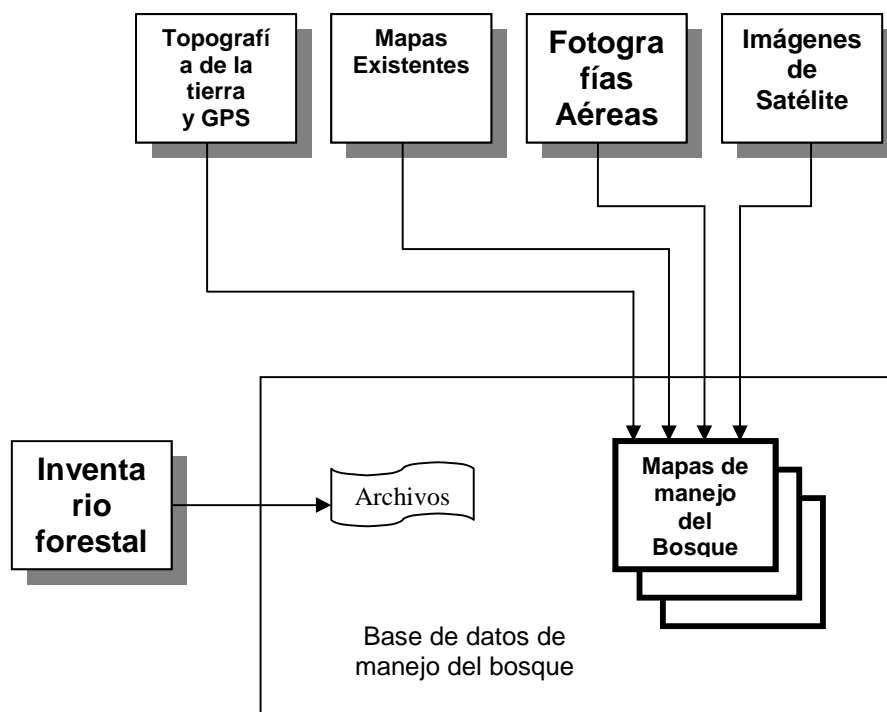 Topografí
a de la
tierra
y GPS
Mapas
Existentes
Fotogra
fías
Aéreas
Imágenes
de
Satélite
Inventa
rio
forestal
Archivos
Mapas de
manejo
del
Bosque
Base de datos de
manejo del bosque